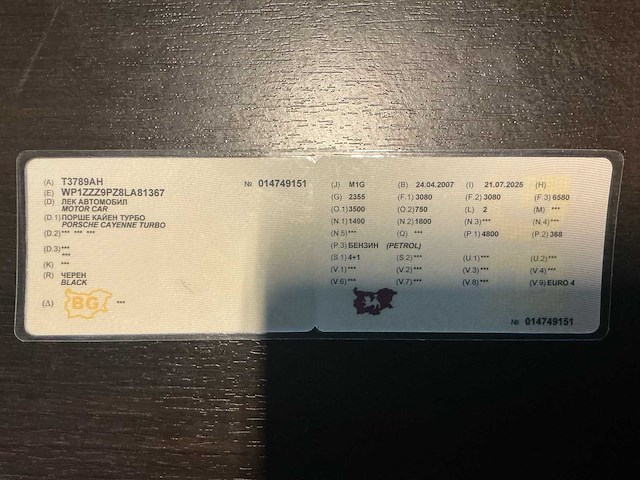 (A) T3789AH № 014749151
(E) WP1ZZZ9PZ8LA81367
(D) ЛЕК АВТОМОБИЛ
MOTOR CAR
(D.1) ПОРШЕ КАЙЕН ТУРБО
PORSCHE CAYENNE TURBO
(D.2) *** *** ***
(D.3) ***
***
(K) ***
(R) ЧЕРЕН
BLACK
(Δ) BG ***
(J) M1G (B) 24.04.2007 (I) 21.07.2025 (H)
(G) 2355 (F.1) 3080 (F.2) 3080 (F.3) 6580
(O.1) 3500 (O.2) 750 (L) 2 (M) ***
(N.1) 1490 (N.2) 1800 (N.3) *** (N.4) ***
(N.5) *** (Q) *** (P.1) 4800 (P.2) 368
(P.3) БЕНЗИН (PETROL)
(S.1) 4+1 (S.2) *** (U.1) *** (U.2) ***
(V.1) *** (V.2) *** (V.3) *** (V.4) ***
(V.6) *** (V.7) *** (V.8) *** (V.9) EURO 4
№ 014749151